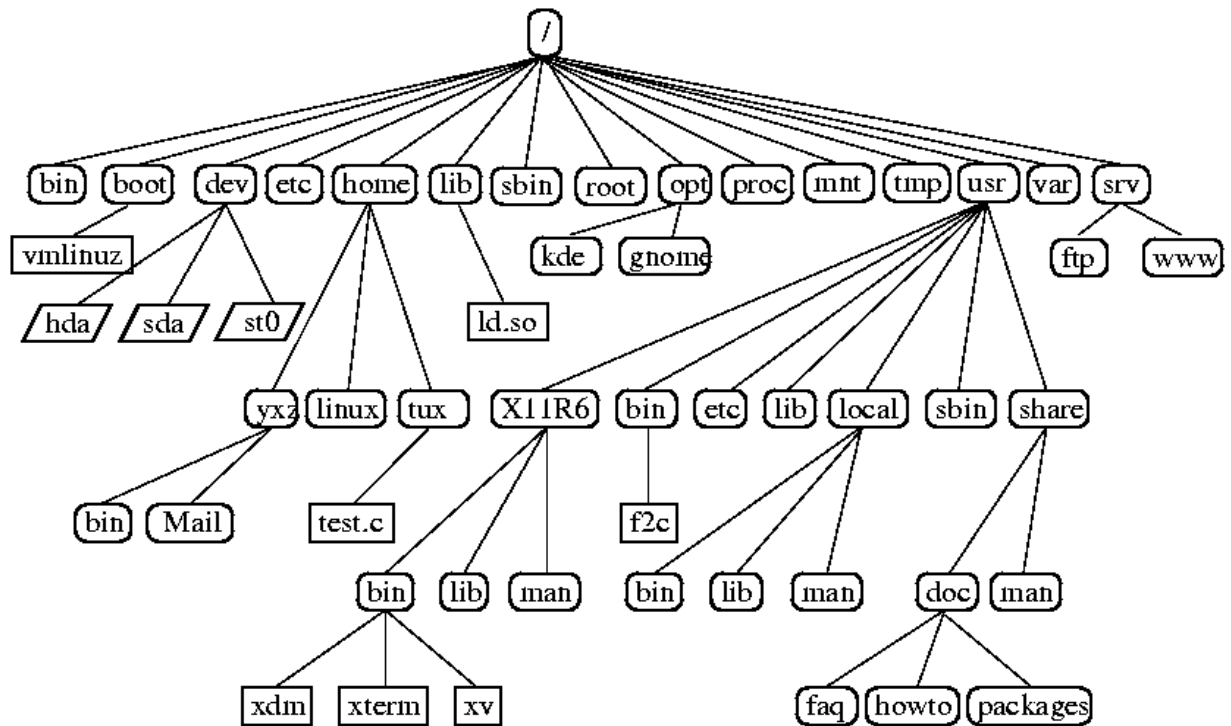 /
bin boot dev etc home lib sbin root opt proc mnt tmp usr var srv
vmlinuz kde gnome ftp www
hda sda st0 ld.so
yxz linux tux X11R6 bin etc lib local sbin share
bin Mail test.c f2c
bin lib man bin lib man doc man
xdm xterm xv faq howto packages